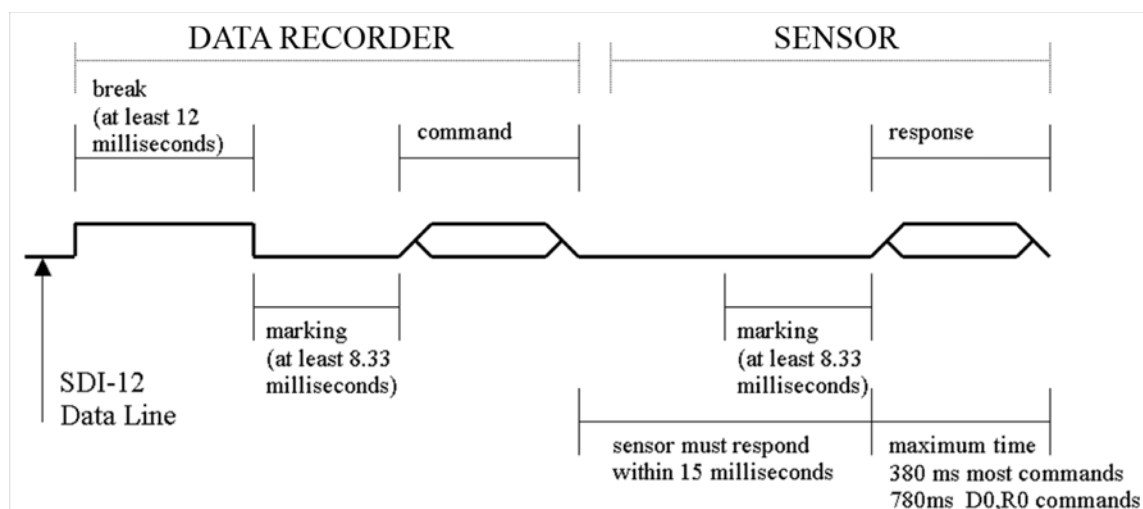 DATA RECORDER
SENSOR
break
(at least 12
milliseconds)
command
response
marking
(at least 8.33
milliseconds)
marking
(at least 8.33
milliseconds)
SDI-12
Data Line
sensor must respond
within 15 milliseconds
maximum time
380 ms most commands
780ms D0,R0 commands